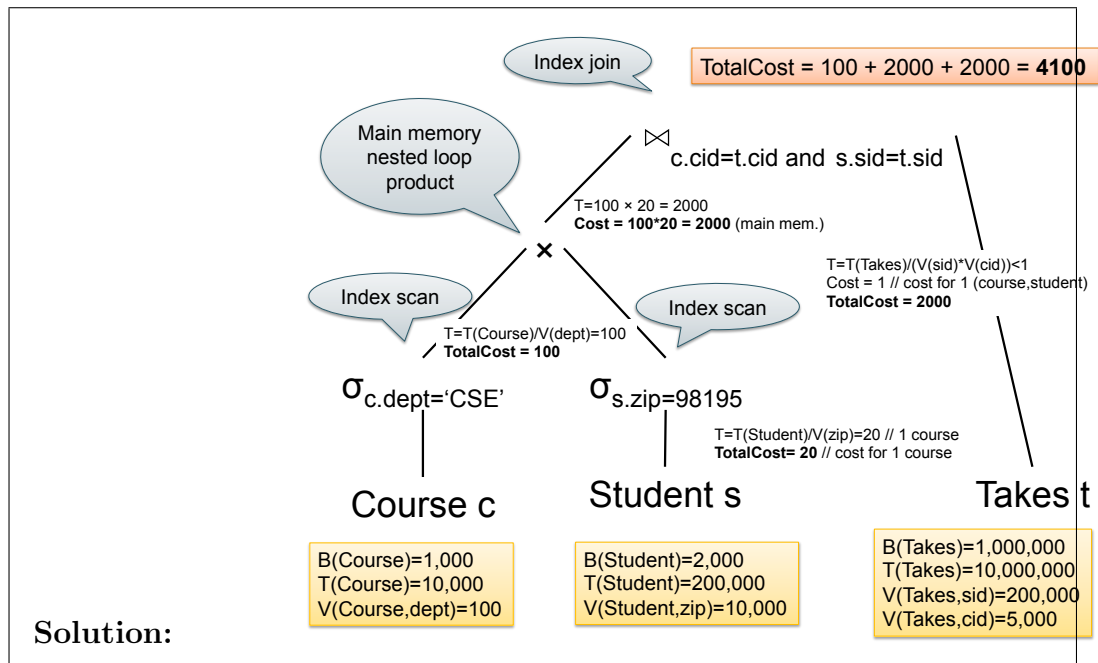 Index join
TotalCost = 100 + 2000 + 2000 = 4100
Main memory
nested loop
product
⋈
c.cid=t.cid and s.sid=t.sid
T=100 × 20 = 2000
Cost = 100*20 = 2000 (main mem.)
×
T=T(Takes)/(V(sid)*V(cid))<1
Cost = 1 // cost for 1 (course,student)
TotalCost = 2000
Index scan
Index scan
T=T(Course)/V(dept)=100
TotalCost = 100
σc.dept=‘CSE’
σs.zip=98195
T=T(Student)/V(zip)=20 // 1 course
TotalCost= 20 // cost for 1 course
Course c
Student s
Takes t
B(Course)=1,000
T(Course)=10,000
V(Course,dept)=100
B(Student)=2,000
T(Student)=200,000
V(Student,zip)=10,000
B(Takes)=1,000,000
T(Takes)=10,000,000
V(Takes,sid)=200,000
V(Takes,cid)=5,000
Solution: